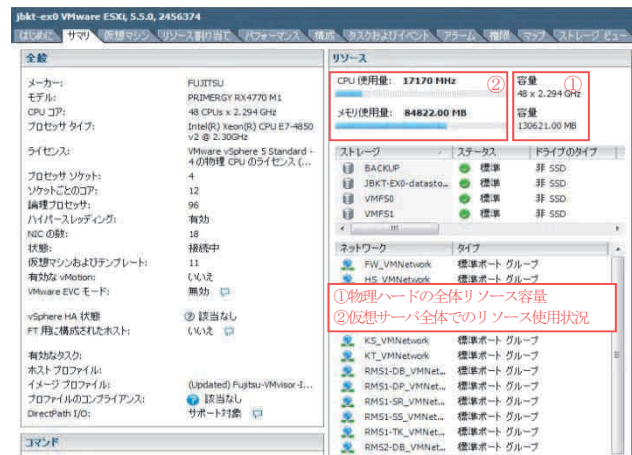 jbkt-ex0 VMware ESXi, 5.5.0, 2456374
はじめに サマリ 仮想マシン リソース割り当て パフォーマンス 構成 タスクおよびイベント アラーム 権限 マップ ストレージ ビュー
全般
メーカー: FUJITSU
モデル: PRIMERGY RX4770 M1
CPU コア: 48 CPUs x 2.294 GHz
プロセッサ タイプ: Intel(R) Xeon(R) CPU E7-4850
v2 @ 2.30GHz
ライセンス: VMware vSphere 5 Standard -
4 の物理 CPU のライセンス (...
プロセッサ ソケット: 4
ソケットごとのコア: 12
論理プロセッサ: 96
ハイパースレッディング: 有効
NIC の数: 18
状態: 接続中
仮想マシンおよびテンプレート: 11
有効な vMotion: いいえ
VMware EVC モード: 無効
vSphere HA 状態 該当なし
FT 用に構成されたホスト: いいえ
有効なタスク:
ホスト プロファイル:
イメージ プロファイル: (Updated) Fujitsu-VMvisor-I...
プロファイルのコンプライアンス: 該当なし
DirectPath I/O: サポート対象
コマンド
リソース
CPU 使用量: 17170 MHz ② 容量 ①
48 x 2.294 GHz
メモリ使用量: 84822.00 MB 容量
130621.00 MB
ストレージ ステータス ドライブのタイプ
BACKUP 標準 非 SSD
JBKT-EX0-datasto... 標準 非 SSD
VMFS0 標準 非 SSD
VMFS1 標準 非 SSD
ネットワーク タイプ
FW_VMNetwork 標準ポート グループ
HS_VMNetwork 標準ポート グループ
①物理ハードの全体リソース容量
②仮想サーバ全体でのリソース使用状況
KS_VMNetwork 標準ポート グループ
KT_VMNetwork 標準ポート グループ
RMS1-DB_VMNet... 標準ポート グループ
RMS1-DP_VMNet... 標準ポート グループ
RMS1-SR_VMNet... 標準ポート グループ
RMS1-SS_VMNet... 標準ポート グループ
RMS1-TK_VMNet... 標準ポート グループ
RMS2-DB_VMNet... 標準ポート グループ